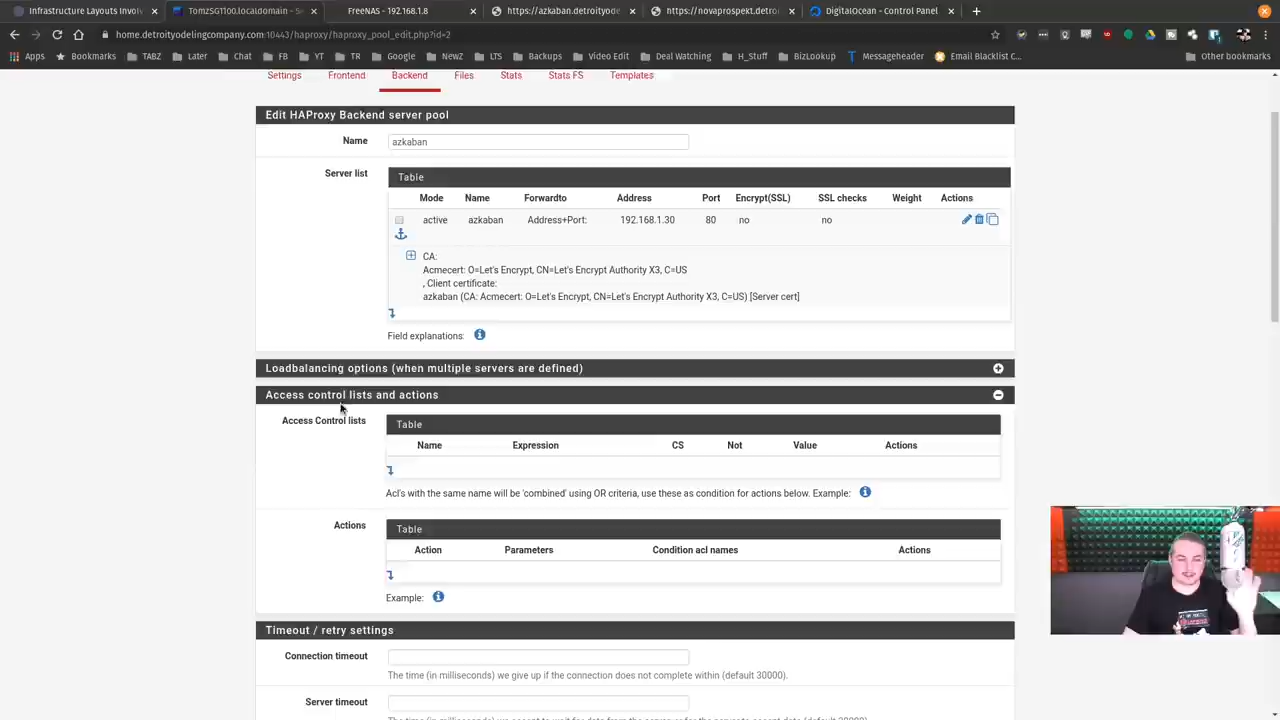 Infrastructure Layouts Involv
TomzSG1100.localdomain - S
FreeNAS - 192.168.1.8
https://azkaban.detroityode
https://novaprospekt.detro
DigitalOcean - Control Panel
home.detroityodelingcompany.com:10443/haproxy/haproxy_pool_edit.php?id=2
Apps
Bookmarks
TABZ
Later
Chat
FB
YT
TR
Google
NewZ
LTS
Backups
Video Edit
Deal Watching
H_Stuff
BizLookup
Messageheader
Email Blacklist C...
Other bookmarks
Settings
Frontend
Backend
Files
Stats
Stats FS
Templates
Edit HAProxy Backend server pool
Name
azkaban
Server list
Table
Mode Name Forwardto Address Port Encrypt(SSL) SSL checks Weight Actions
active azkaban Address+Port: 192.168.1.30 80 no no
CA:
Acmecert: O=Let's Encrypt, CN=Let's Encrypt Authority X3, C=US
, Client certificate:
azkaban (CA: Acmecert: O=Let's Encrypt, CN=Let's Encrypt Authority X3, C=US) [Server cert]
Field explanations:
Loadbalancing options (when multiple servers are defined)
Access control lists and actions
Access Control lists
Table
Name Expression CS Not Value Actions
Acl's with the same name will be 'combined' using OR criteria, use these as condition for actions below. Example:
Actions
Table
Action Parameters Condition acl names Actions
Example:
Timeout / retry settings
Connection timeout
The time (in milliseconds) we give up if the connection does not complete within (default 30000).
Server timeout